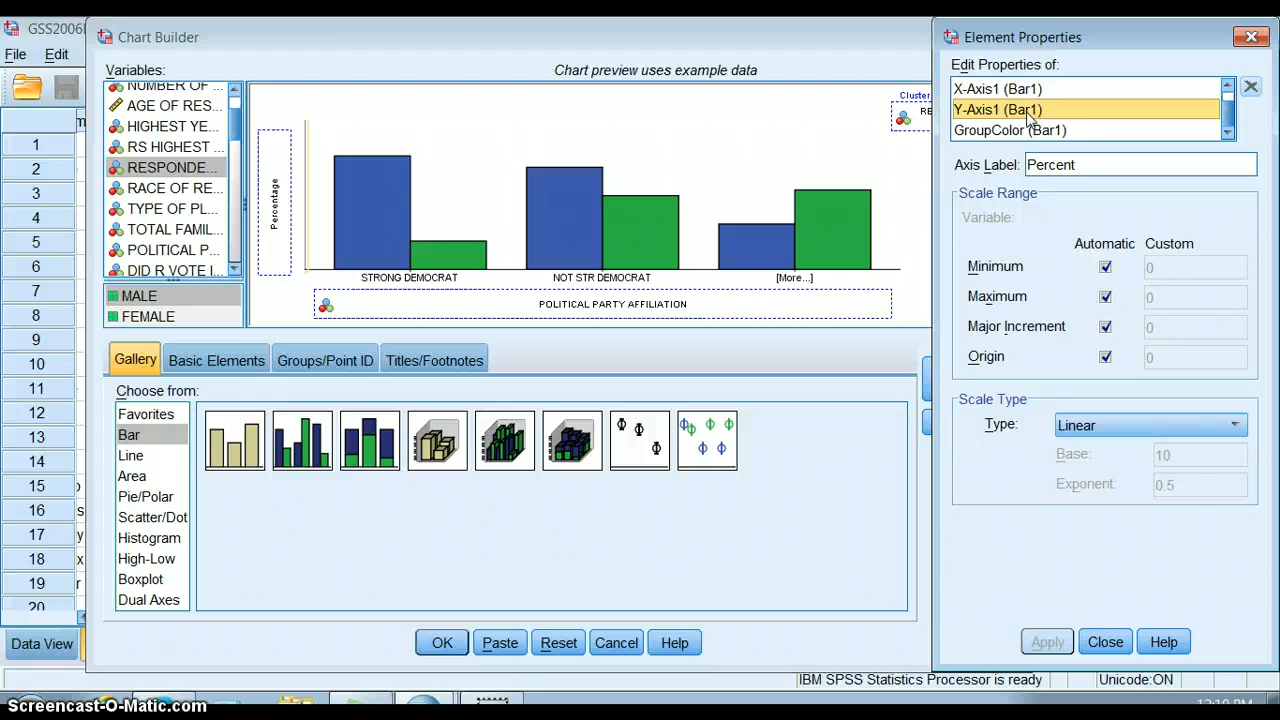 GSS2006
File Edit
Chart Builder
Variables:
Chart preview uses example data
NUMBER OF
AGE OF RES...
HIGHEST YE...
RS HIGHEST ...
RESPONDE...
RACE OF RE...
TYPE OF PL...
TOTAL FAMIL...
POLITICAL P...
DID R VOTE I...
MALE
FEMALE
Percentage
Cluster
STRONG DEMOCRAT
NOT STR DEMOCRAT
[More...]
POLITICAL PARTY AFFILIATION
Gallery
Basic Elements
Groups/Point ID
Titles/Footnotes
Choose from:
Favorites
Bar
Line
Area
Pie/Polar
Scatter/Dot
Histogram
High-Low
Boxplot
Dual Axes
OK
Paste
Reset
Cancel
Help
Element Properties
Edit Properties of:
X-Axis1 (Bar1)
Y-Axis1 (Bar1)
GroupColor (Bar1)
Axis Label: Percent
Scale Range
Variable:
Automatic Custom
Minimum 0
Maximum 0
Major Increment 0
Origin 0
Scale Type
Type: Linear
Base: 10
Exponent: 0.5
Apply
Close
Help
1
2
3
4
5
6
7
8
9
10
11
12
13
14
15
16
17
18
19
20
Data View
IBM SPSS Statistics Processor is ready
Unicode:ON
Screencast-O-Matic.com